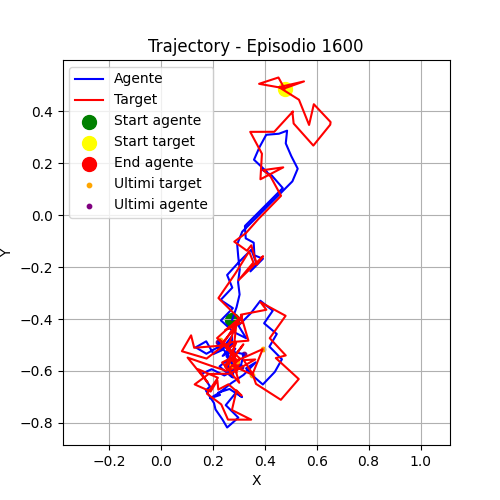 Trajectory - Episodio 1600
Agente
Target
Start agente
Start target
End agente
Ultimi target
Ultimi agente
Y
0.4
0.2
0.0
−0.2
−0.4
−0.6
−0.8
−0.2
0.0
0.2
0.4
0.6
0.8
1.0
X